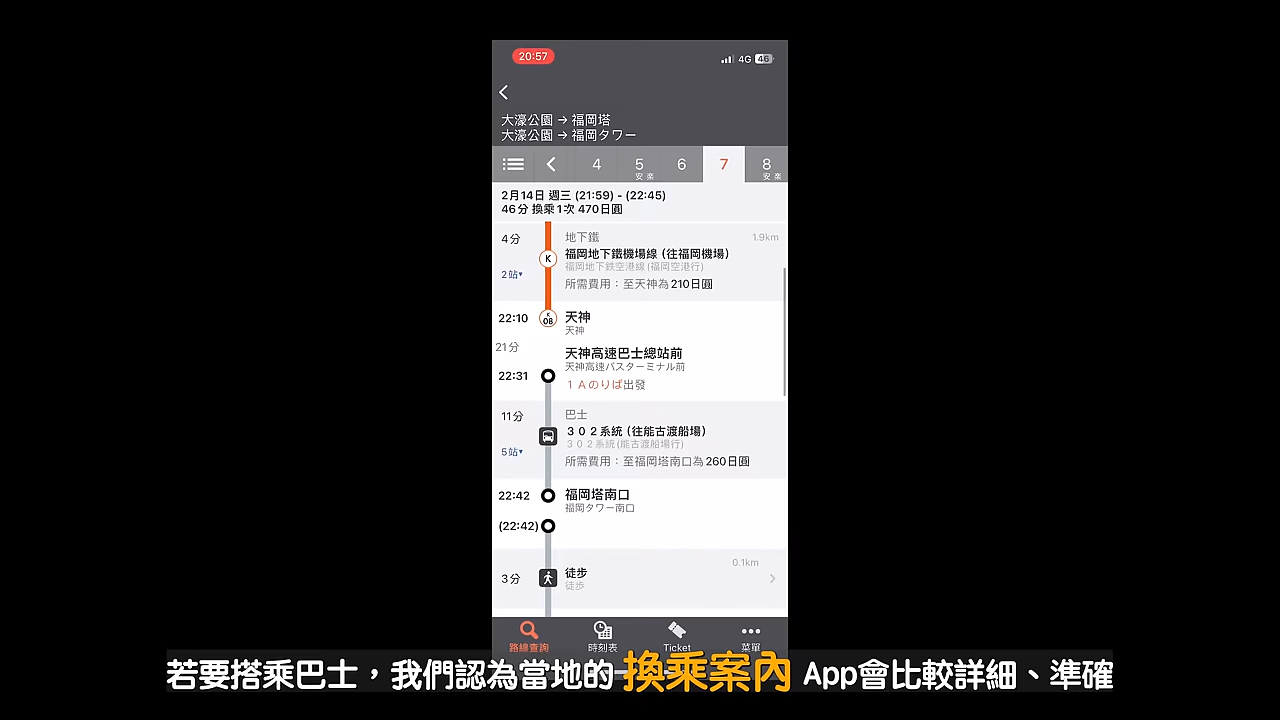 20:57
4G 46
大濠公園 → 福岡塔
大濠公園 → 福岡タワー
4 5 6 7 8
安 楽 安 楽
2月14日 週三 (21:59) - (22:45)
46分 換乗1次 470日圓
4分 地下鐵 1.9km
K 福岡地下鐵機場線 (往福岡機場)
福岡地下鉄空港線 (福岡空港行)
2站▾
所需費用：至天神為210日圓
22:10 K 08 天神
天神
21分
天神高速巴士總站前
天神高速バスターミナル前
22:31
１Ａのりば出發
11分 巴士
３０２系統 (往能古渡船場)
３０２系統 (能古渡船場行)
5站▾
所需費用：至福岡塔南口為260日圓
22:42 福岡塔南口
福岡タワー南口
(22:42)
0.1km
3分 徒步
徒歩
路線查詢 時刻表 Ticket 菜單
若要搭乘巴士，我們認為當地的 換乘案內 App會比較詳細、準確